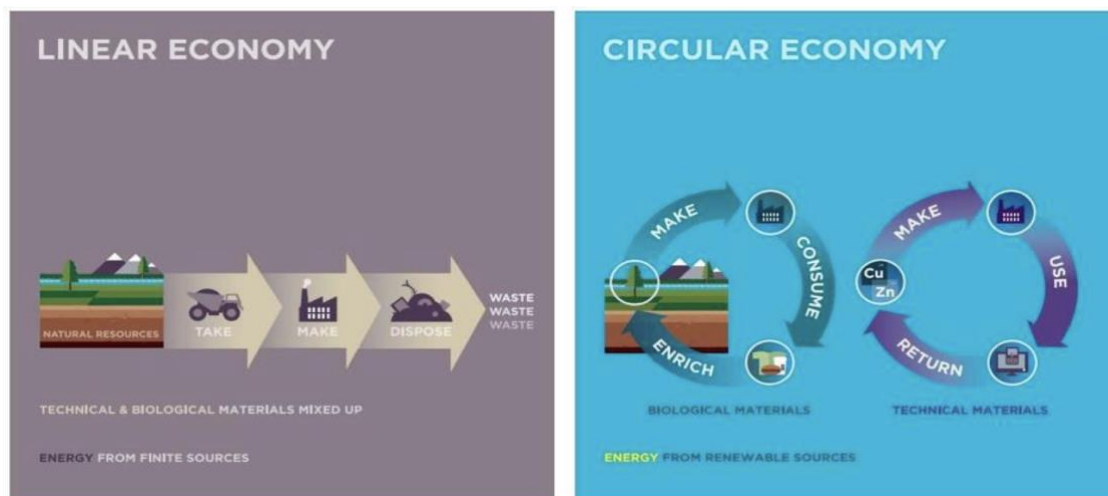 LINEAR ECONOMY
NATURAL RESOURCES
TAKE
MAKE
DISPOSE
WASTE
WASTE
WASTE
TECHNICAL & BIOLOGICAL MATERIALS MIXED UP
ENERGY FROM FINITE SOURCES
CIRCULAR ECONOMY
MAKE
CONSUME
ENRICH
BIOLOGICAL MATERIALS
MAKE
USE
RETURN
Cu
Zn
TECHNICAL MATERIALS
ENERGY FROM RENEWABLE SOURCES